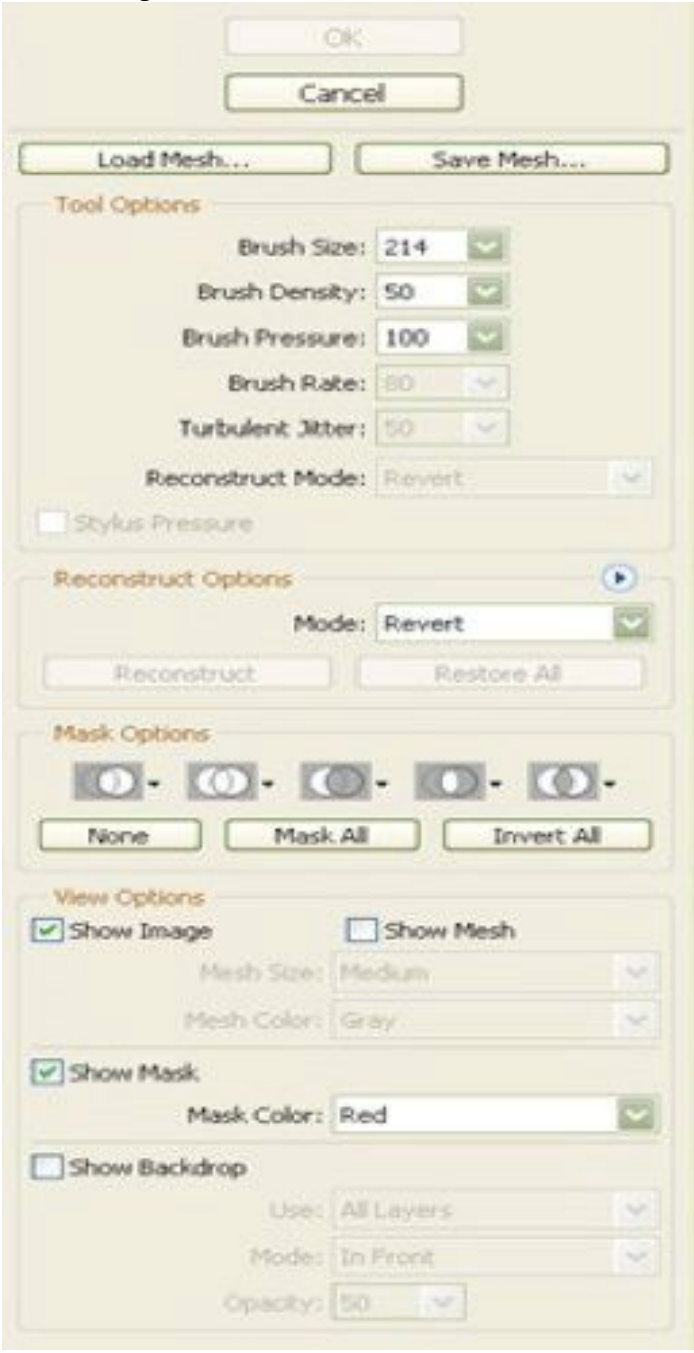 OK
Cancel
Load Mesh... Save Mesh...
Tool Options
Brush Size: 214
Brush Density: 50
Brush Pressure: 100
Brush Rate: 80
Turbulent Jitter: 50
Reconstruct Mode: Revert
Stylus Pressure
Reconstruct Options
Mode: Revert
Reconstruct Restore All
Mask Options
None Mask All Invert All
View Options
Show Image Show Mesh
Mesh Size: Medium
Mesh Color: Gray
Show Mask
Mask Color: Red
Show Backdrop
Use: All Layers
Mode: In Front
Opacity: 50